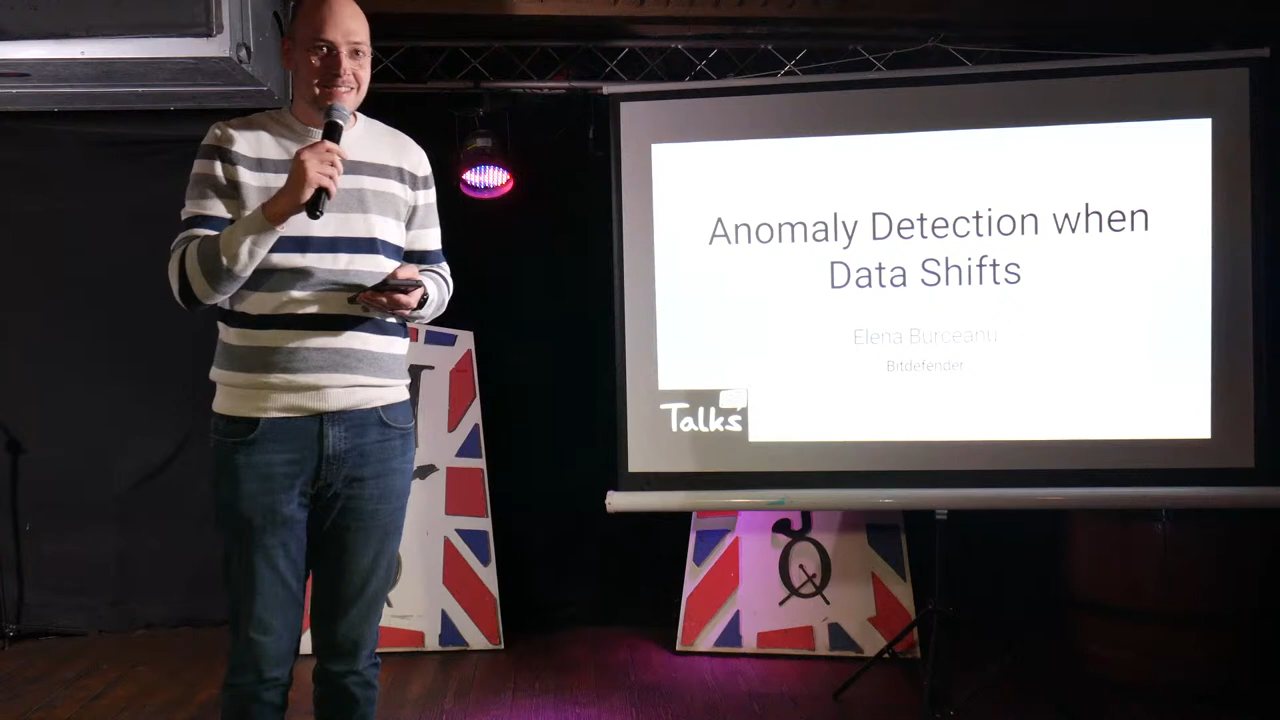 Anomaly Detection when
Data Shifts
Elena Burceanu
Bitdefender
Talks